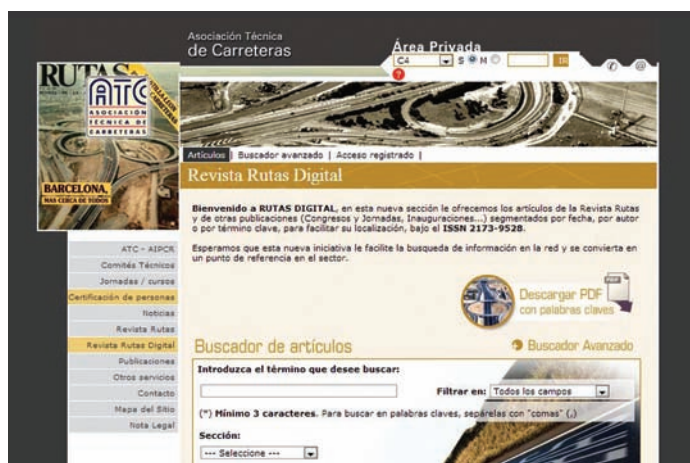 Asociación Técnica
de Carreteras
Área Privada
C4 S M IR
RUTAS
ATC
ASOCIACIÓN
TÉCNICA DE
CARRETERAS
BARCELONA,
MAS CERCA DE TODOS
Artículos | Buscador avanzado | Acceso registrado |
Revista Rutas Digital
Bienvenido a RUTAS DIGITAL, en esta nueva sección le ofrecemos los artículos de la Revista Rutas
y de otras publicaciones (Congresos y Jornadas, Inauguraciones...) segmentados por fecha, por autor
o por término clave, para facilitar su localización, bajo el ISSN 2173-9528.
Esperamos que esta nueva iniciativa le facilite la busqueda de información en la red y se convierta en
un punto de referencia en el sector.
ATC - AIPCR
Comités Técnicos
Jornadas / cursos
Certificación de personas
Noticias
Revista Rutas
Revista Rutas Digital
Publicaciones
Otros servicios
Contacto
Mapa del Sitio
Nota Legal
Descargar PDF
con palabras claves
PDF
Buscador de artículos
Buscador Avanzado
Introduzca el término que desee buscar:
Filtrar en: Todos los campos
(*) Mínimo 3 caracteres. Para buscar en palabras claves, sepárelas con "comas" (,)
Sección:
--- Seleccione ---